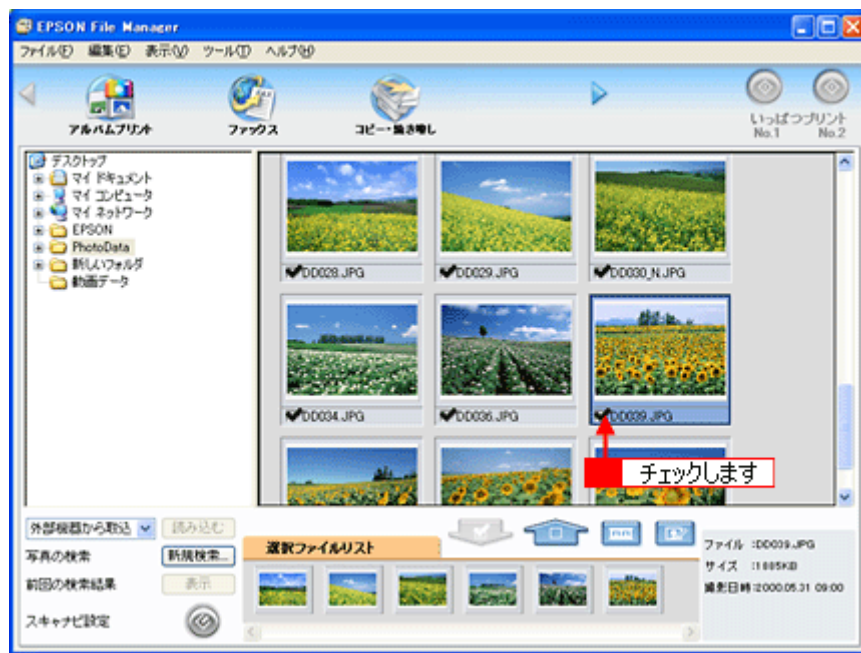 EPSON File Manager
ファイル(F) 編集(E) 表示(V) ツール(T) ヘルプ(H)
アルバムプリント
ファックス
コピー・焼き増し
いっぱつプリント
No.1 No.2
デスクトップ
マイ ドキュメント
マイ コンピュータ
マイ ネットワーク
EPSON
PhotoData
新しいフォルダ
動画データ
DD028.JPG
DD029.JPG
DD030_N.JPG
DD034.JPG
DD036.JPG
DD039.JPG
チェックします
外部機器から取込
読み込む
写真の検索
新規検索...
前回の検索結果
表示
スキャナビ設定
選択ファイルリスト
ファイル :DD039.JPG
サイズ :1885KB
撮影日時:2000.05.31 09:00